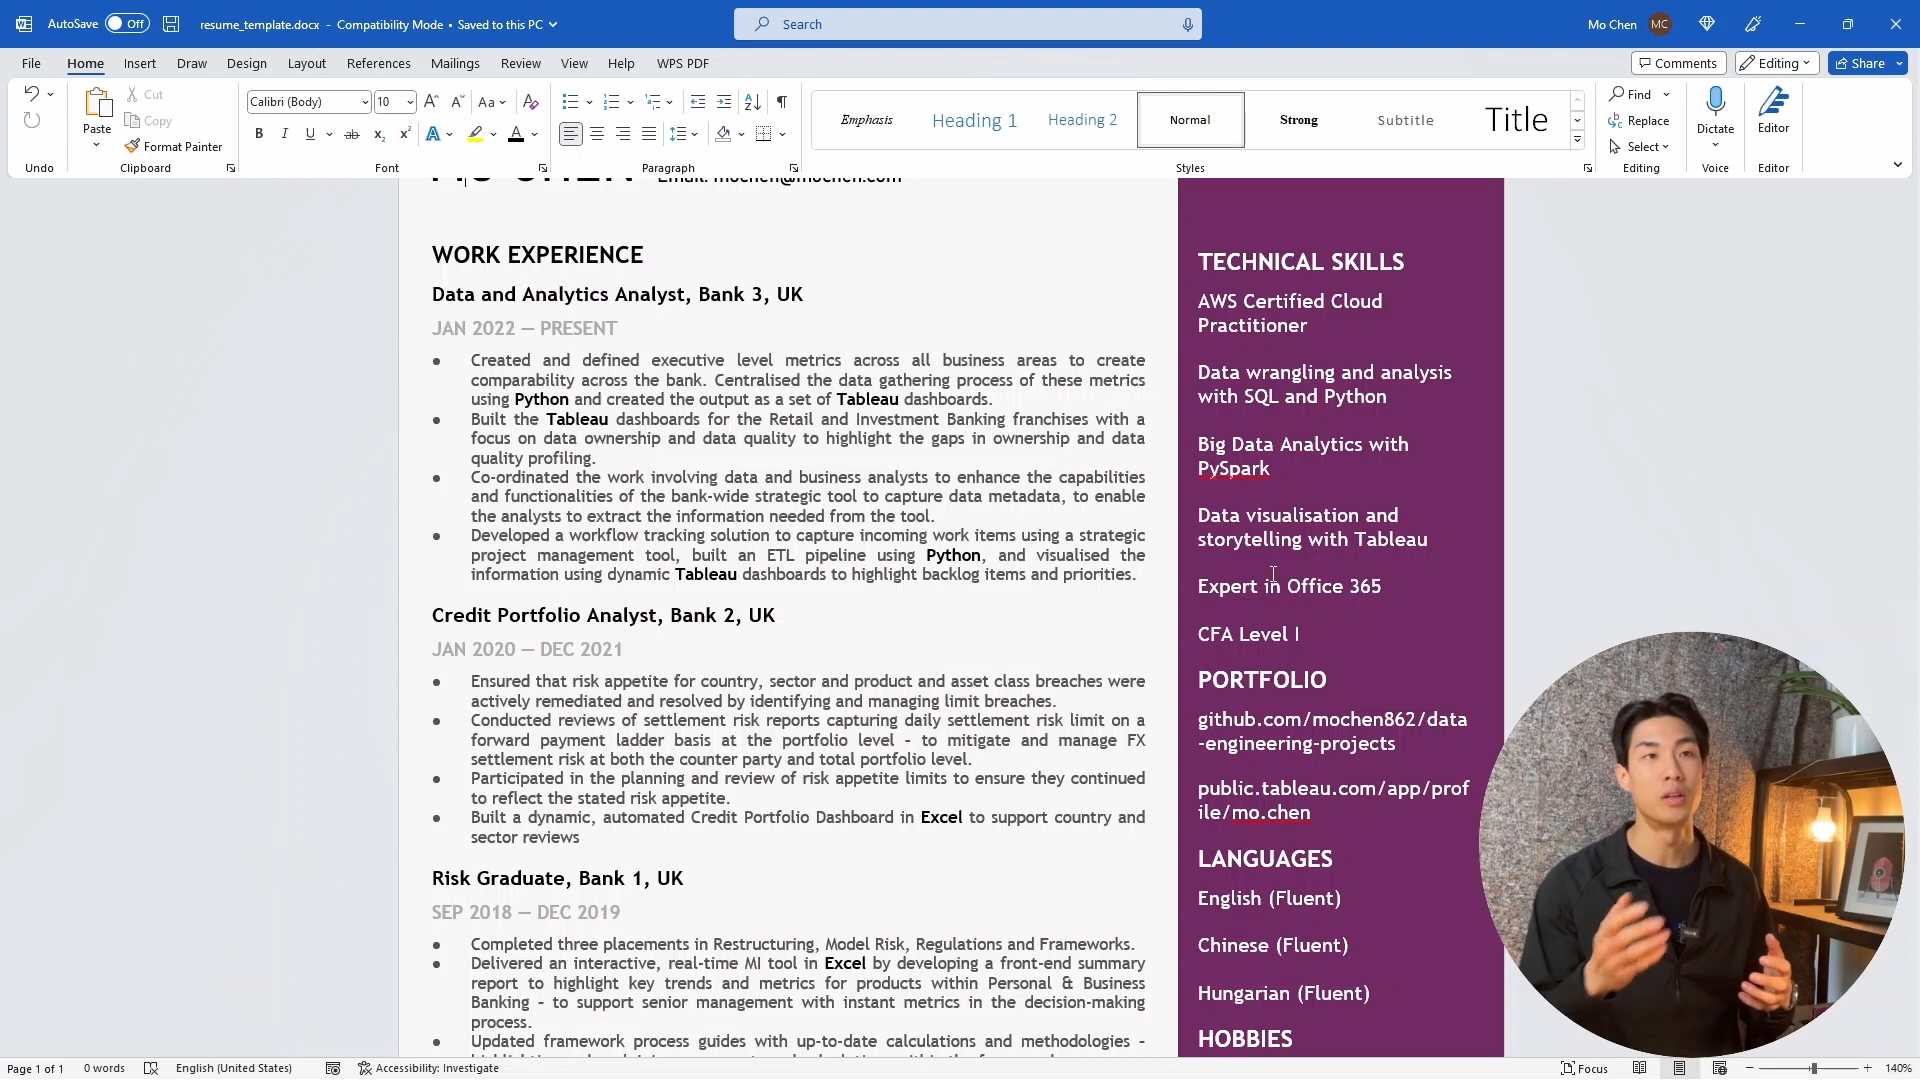 AutoSave Off resume_template.docx - Compatibility Mode • Saved to this PC Search Mo Chen MC
File Home Insert Draw Design Layout References Mailings Review View Help WPS PDF Comments Editing Share
Paste Cut Copy Format Painter
Calibri (Body) 10
Emphasis Heading 1 Heading 2 Normal Strong Subtitle Title
Find Replace Select Dictate Editor
Undo Clipboard Font Paragraph Styles Editing Voice Editor
MO CHEN Email: mochen@mochen.com
WORK EXPERIENCE
Data and Analytics Analyst, Bank 3, UK
JAN 2022 — PRESENT
● Created and defined executive level metrics across all business areas to create
comparability across the bank. Centralised the data gathering process of these metrics
using Python and created the output as a set of Tableau dashboards.
● Built the Tableau dashboards for the Retail and Investment Banking franchises with a
focus on data ownership and data quality to highlight the gaps in ownership and data
quality profiling.
● Co-ordinated the work involving data and business analysts to enhance the capabilities
and functionalities of the bank-wide strategic tool to capture data metadata, to enable
the analysts to extract the information needed from the tool.
● Developed a workflow tracking solution to capture incoming work items using a strategic
project management tool, built an ETL pipeline using Python, and visualised the
information using dynamic Tableau dashboards to highlight backlog items and priorities.
Credit Portfolio Analyst, Bank 2, UK
JAN 2020 — DEC 2021
● Ensured that risk appetite for country, sector and product and asset class breaches were
actively remediated and resolved by identifying and managing limit breaches.
● Conducted reviews of settlement risk reports capturing daily settlement risk limit on a
forward payment ladder basis at the portfolio level - to mitigate and manage FX
settlement risk at both the counter party and total portfolio level.
● Participated in the planning and review of risk appetite limits to ensure they continued
to reflect the stated risk appetite.
● Built a dynamic, automated Credit Portfolio Dashboard in Excel to support country and
sector reviews
Risk Graduate, Bank 1, UK
SEP 2018 — DEC 2019
● Completed three placements in Restructuring, Model Risk, Regulations and Frameworks.
● Delivered an interactive, real-time MI tool in Excel by developing a front-end summary
report to highlight key trends and metrics for products within Personal & Business
Banking - to support senior management with instant metrics in the decision-making
process.
● Updated framework process guides with up-to-date calculations and methodologies -
TECHNICAL SKILLS
AWS Certified Cloud
Practitioner
Data wrangling and analysis
with SQL and Python
Big Data Analytics with
PySpark
Data visualisation and
storytelling with Tableau
Expert in Office 365
CFA Level I
PORTFOLIO
github.com/mochen862/data
-engineering-projects
public.tableau.com/app/prof
ile/mo.chen
LANGUAGES
English (Fluent)
Chinese (Fluent)
Hungarian (Fluent)
HOBBIES
Page 1 of 1 0 words English (United States) Accessibility: Investigate Focus 140%